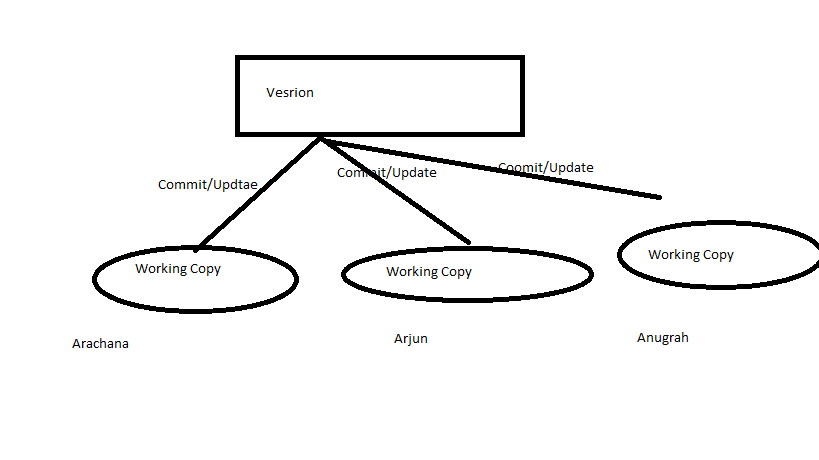 Vesrion
Commit/Updtae
Commit/Update
Coomit/Update
Working Copy
Working Copy
Working Copy
Arachana
Arjun
Anugrah